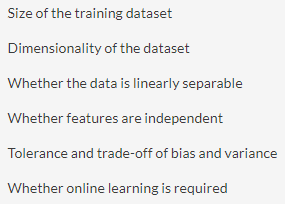 Size of the training dataset
Dimensionality of the dataset
Whether the data is linearly separable
Whether features are independent
Tolerance and trade-off of bias and variance
Whether online learning is required